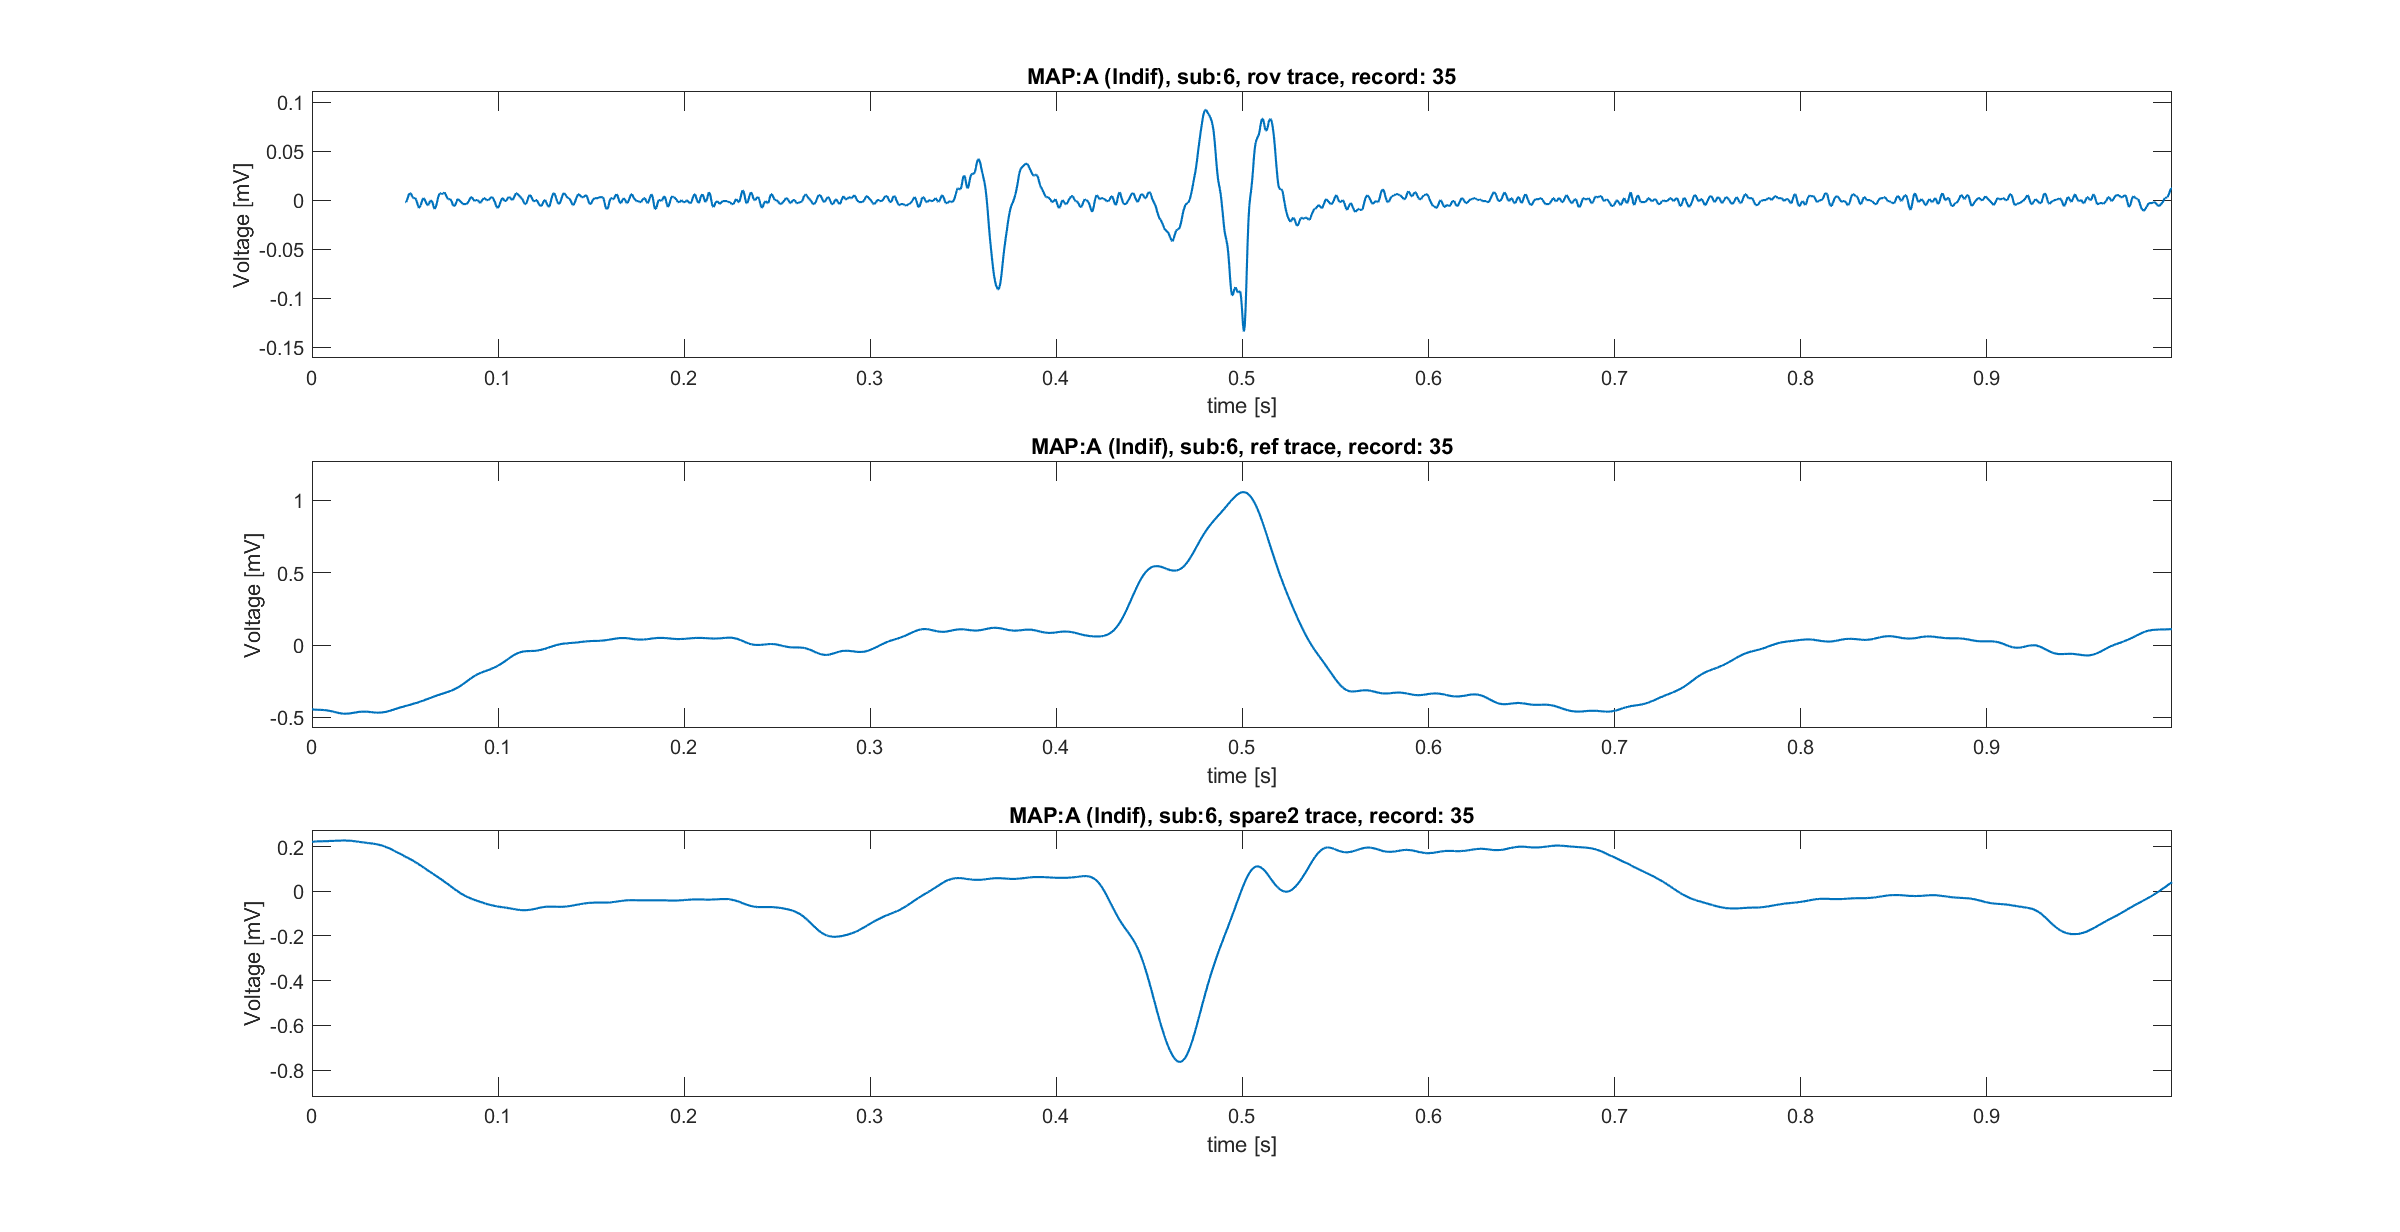 MAP:A (Indif), sub:6, rov trace, record: 35
Voltage [mV]
0.1
0.05
0
-0.05
-0.1
-0.15
0 0.1 0.2 0.3 0.4 0.5 0.6 0.7 0.8 0.9
time [s]
MAP:A (Indif), sub:6, ref trace, record: 35
Voltage [mV]
1
0.5
0
-0.5
0 0.1 0.2 0.3 0.4 0.5 0.6 0.7 0.8 0.9
time [s]
MAP:A (Indif), sub:6, spare2 trace, record: 35
Voltage [mV]
0.2
0
-0.2
-0.4
-0.6
-0.8
0 0.1 0.2 0.3 0.4 0.5 0.6 0.7 0.8 0.9
time [s]